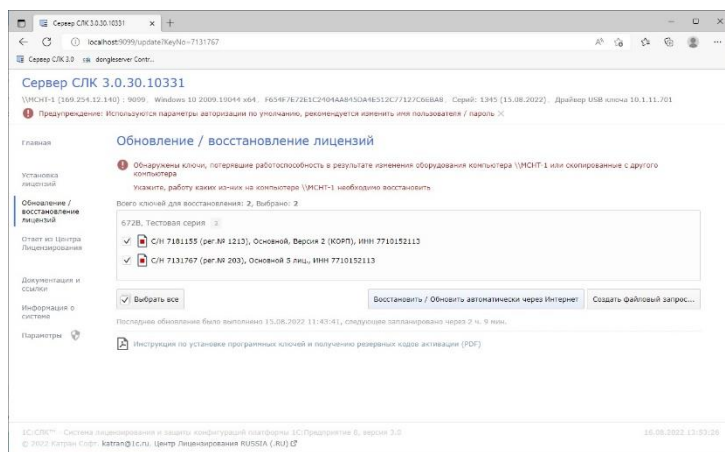 Сервер СЛК 3.0.30.10331
localhost:9099/update?KeyNo=7131767
Сервер СЛК 3.0 dongleserver Contr...
Сервер СЛК 3.0.30.10331
\\МСНТ-1 (169.254.12.140) : 9099, Windows 10 2009.19044 x64, Серий: 1345 (15.08.2022), Драйвер USB ключа 10.1.11.701
Предупреждение: Используются параметры авторизации по умолчанию, рекомендуется изменить имя пользователя / пароль
Главная
Установка лицензий
Обновление /
восстановление
лицензий
Ответ из Центра
Лицензирования
Документация и
ссылки
Информация о
системе
Параметры
Обновление / восстановление лицензий
Обнаружены ключи, потерявшие работоспособность в результате изменения оборудования компьютера \\МСНТ-1 или скопированные с другого
компьютера
Укажите, работу каких из них на компьютере \\МСНТ-1 необходимо восстановить
Всего ключей для восстановления: 2, Выбрано: 2
672B, Тестовая серия 2
С/Н 7181155 (рег.№ 1213), Основной, Версия 2 (КОРП), ИНН 7710152113
С/Н 7131767 (рег.№ 203), Основной 5 лиц., ИНН 7710152113
Выбрать все
Восстановить / Обновить автоматически через Интернет
Создать файловый запрос...
Последнее обновление было выполнено 15.08.2022 11:43:41, следующее запланировано через 2 ч. 9 мин.
Инструкция по установке программных ключей и получению резервных кодов активации (PDF)
1С:СЛК™ - Система лицензирования и защиты конфигураций платформы 1С:Предприятие 8, версия 3.0
16.08.2022 13:53:20
© 2022 Катран Софт. katran@1c.ru. Центр Лицензирования RUSSIA (.RU)